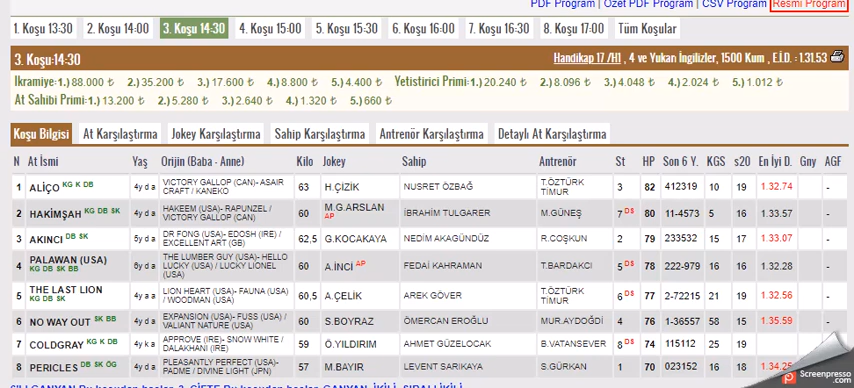 PDF Program | Özet PDF Program | CSV Program Resmi Program
1. Koşu 13:30 2. Koşu 14:00 3. Koşu 14:30 4. Koşu 15:00 5. Koşu 15:30 6. Koşu 16:00 7. Koşu 16:30 8. Koşu 17:00 Tüm Koşular
3. Koşu:14:30 Handikap 17 /H1 , 4 ve Yukarı İngilizler, 1500 Kum , E.İ.D. : 1.31.53
İkramiye:1.) 88.000 ₺ 2.) 35.200 ₺ 3.) 17.600 ₺ 4.) 8.800 ₺ 5.) 4.400 ₺ Yetistirici Primi:1.) 20.240 ₺ 2.) 8.096 ₺ 3.) 4.048 ₺ 4.) 2.024 ₺ 5.) 1.012 ₺
At Sahibi Primi:1.) 13.200 ₺ 2.) 5.280 ₺ 3.) 2.640 ₺ 4.) 1.320 ₺ 5.) 660 ₺
Koşu Bilgisi At Karşılaştırma Jokey Karşılaştırma Sahip Karşılaştırma Antrenör Karşılaştırma Detaylı At Karşılaştırma
N At İsmi Yaş Orijin (Baba - Anne) Kilo Jokey Sahip Antrenör St HP Son 6 Y. KGS s20 En İyi D. Gny AGF
1 ALİÇO KG K DB 4y d a VICTORY GALLOP (CAN)- ASAIR CRAFT / KANEKO 63 H.ÇİZİK NUSRET ÖZBAĞ T.ÖZTÜRK TİMUR 3 82 412319 10 19 1.32.74 -
2 HAKİMŞAH KG DB SK 4y d a HAKEEM (USA)- RAPUNZEL / VICTORY GALLOP (CAN) 60 M.G.ARSLAN AP İBRAHİM TULGARER M.GÜNEŞ 7 DS 80 11-4573 5 16 1.33.57 -
3 AKINCI DB SK 5y d a DR FONG (USA)- EDOSH (IRE) / EXCELLENT ART (GB) 62,5 G.KOCAKAYA NEDİM AKAGÜNDÜZ R.COŞKUN 2 79 233532 15 17 1.33.07 -
4 PALAWAN (USA) KG DB SK BB 6y d a THE LUMBER GUY (USA)- HELLO LUCKY (USA) / LUCKY LIONEL (USA) 60 A.İNCİ AP FEDAİ KAHRAMAN T.BARDAKCI 5 DS 78 222-979 16 16 1.32.28 -
5 THE LAST LION KG DB SK 4y a a LION HEART (USA)- FAUNA (USA) / WOODMAN (USA) 60,5 A.ÇELİK AREK GÖVER T.ÖZTÜRK TİMUR 6 DS 77 2-72215 21 19 1.32.56 -
6 NO WAY OUT SK BB 4y d a EXPANSION (USA)- FUSS (USA) / VALIANT NATURE (USA) 60 S.BOYRAZ ÖMERCAN EROĞLU MUR.AYDOĞDİ 4 76 1-36557 58 15 1.35.59 -
7 COLDGRAY KG K DB 4y k a APPROVE (IRE)- SNOW WHITE / DALAKHANI (IRE) 59 Ö.YILDIRIM AHMET GÜZELOCAK B.VATANSEVER 8 DS 74 115112 25 19 -
8 PERICLES DB SK ÖG 4y d a PLEASANTLY PERFECT (USA)- PADME / DIVINE LIGHT (JPN) 57 M.BAYIR LEVENT SARIKAYA S.GÜRKAN 1 70 023152 16 18 1.34.25
Screenpresso.com